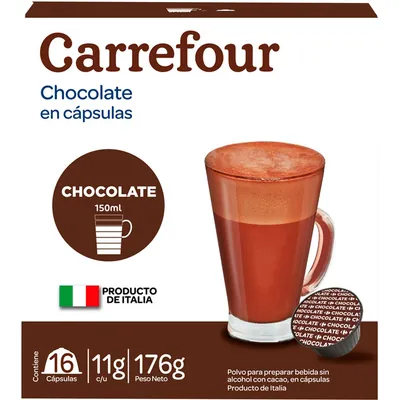 Carrefour
Chocolate
en cápsulas
CHOCOLATE
150ml
PRODUCTO
DE ITALIA
Contiene
16
Cápsulas
11g
c/u
176g
Peso Neto
CHOCOLATE
CHOCOLATE
CHOCOLATE
Polvo para preparar bebida sin
alcohol con cacao, en cápsulas
Producto de Italia